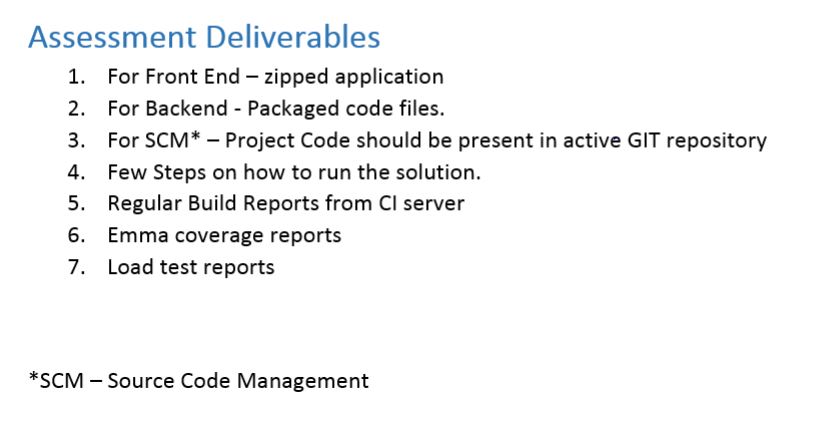 Assessment Deliverables
1. For Front End – zipped application
2. For Backend - Packaged code files.
3. For SCM* – Project Code should be present in active GIT repository
4. Few Steps on how to run the solution.
5. Regular Build Reports from CI server
6. Emma coverage reports
7. Load test reports
*SCM – Source Code Management